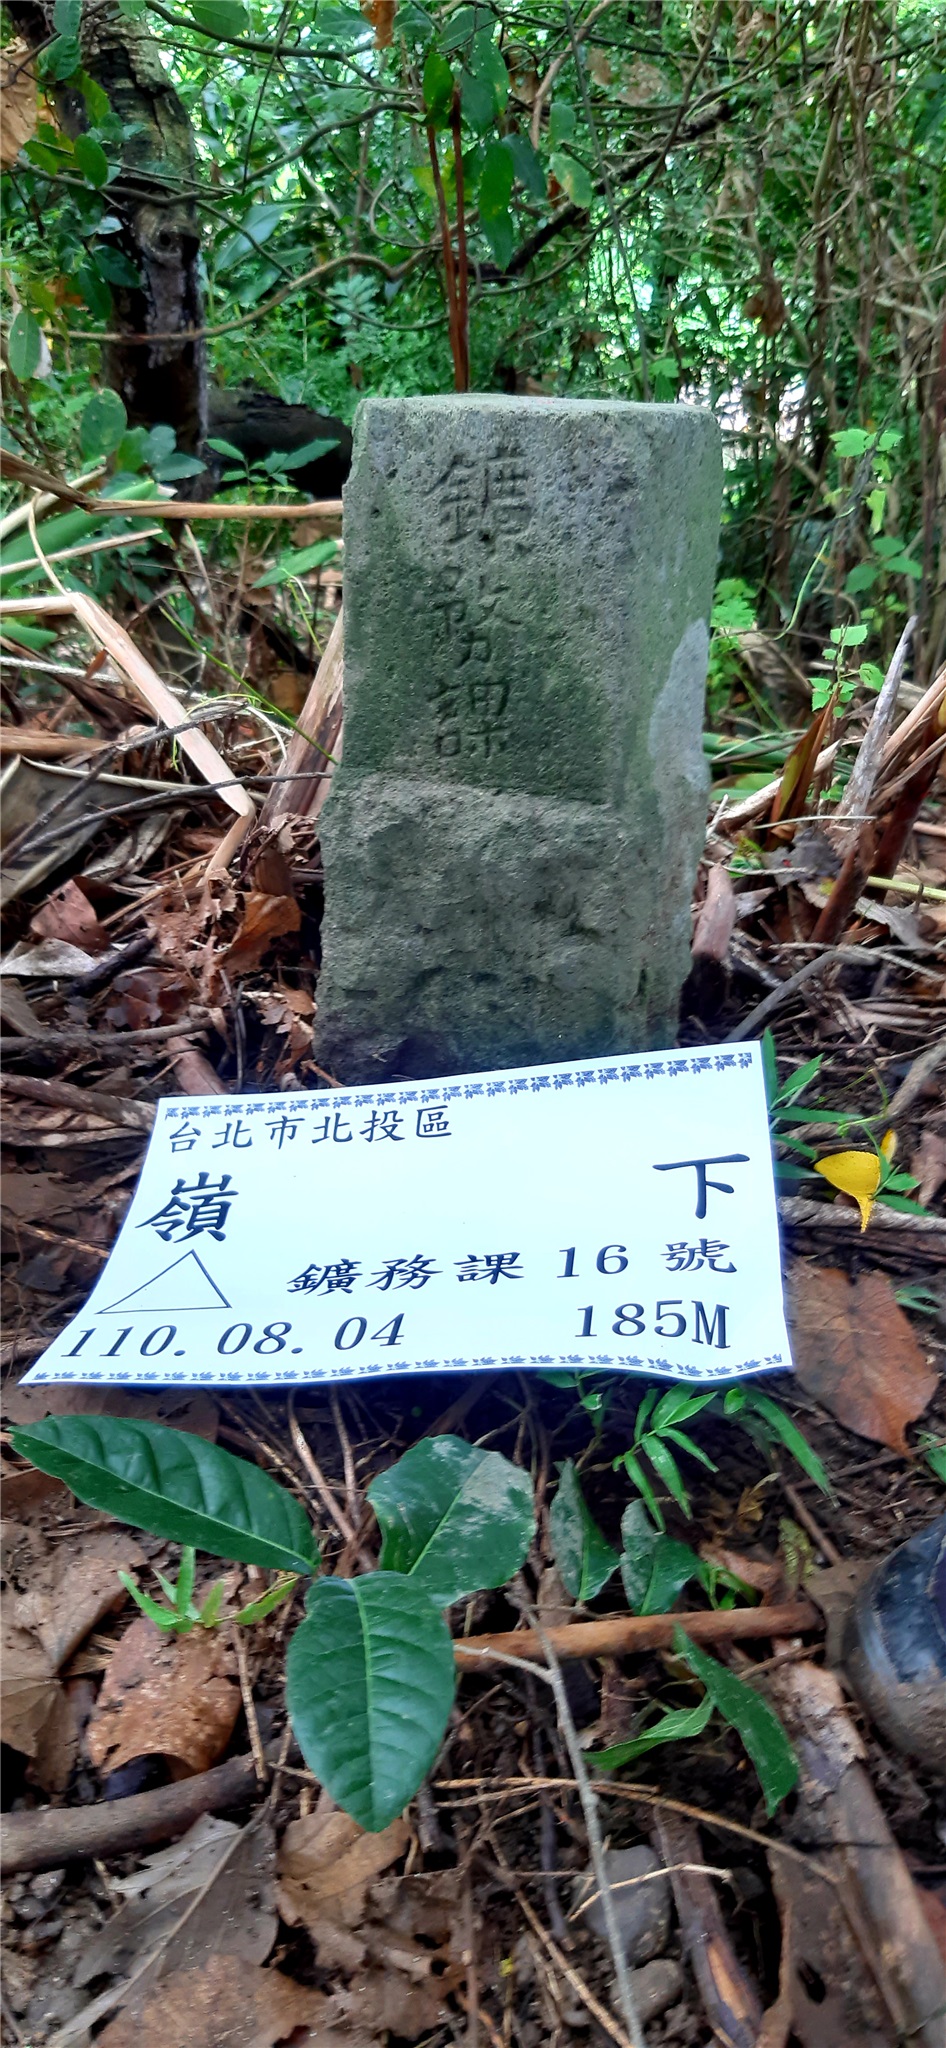 鑛
務
課
台北市北投區
嶺 下
鑛務課 16 號
110.08.04 185M